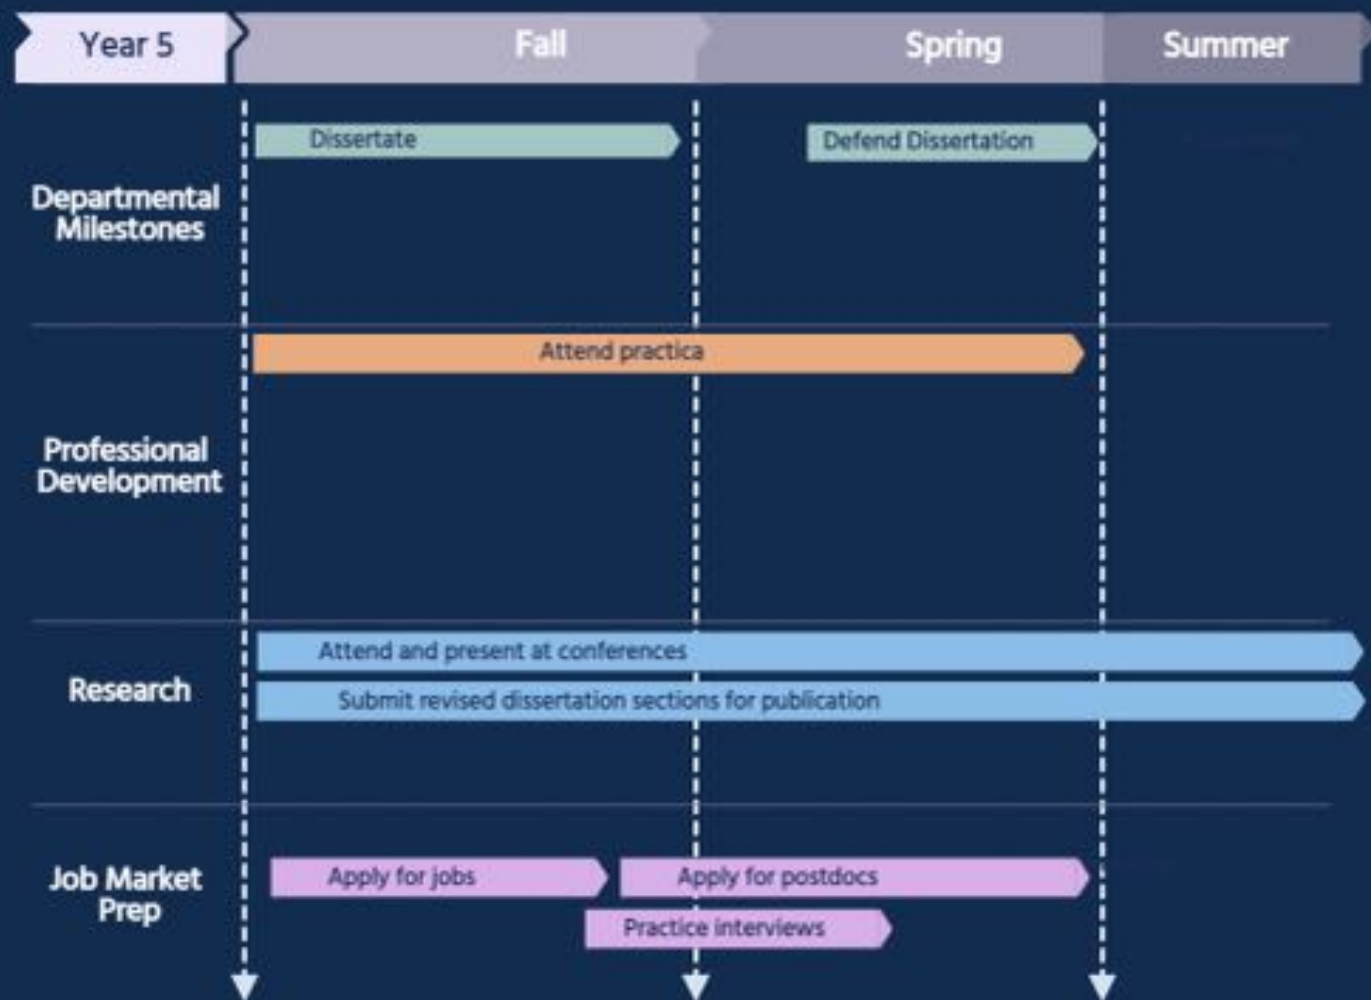 Year 5
Fall
Spring
Summer
Departmental
Milestones
Dissertate
Defend Dissertation
Professional
Development
Attend practica
Research
Attend and present at conferences
Submit revised dissertation sections for publication
Job Market
Prep
Apply for jobs
Apply for postdocs
Practice interviews